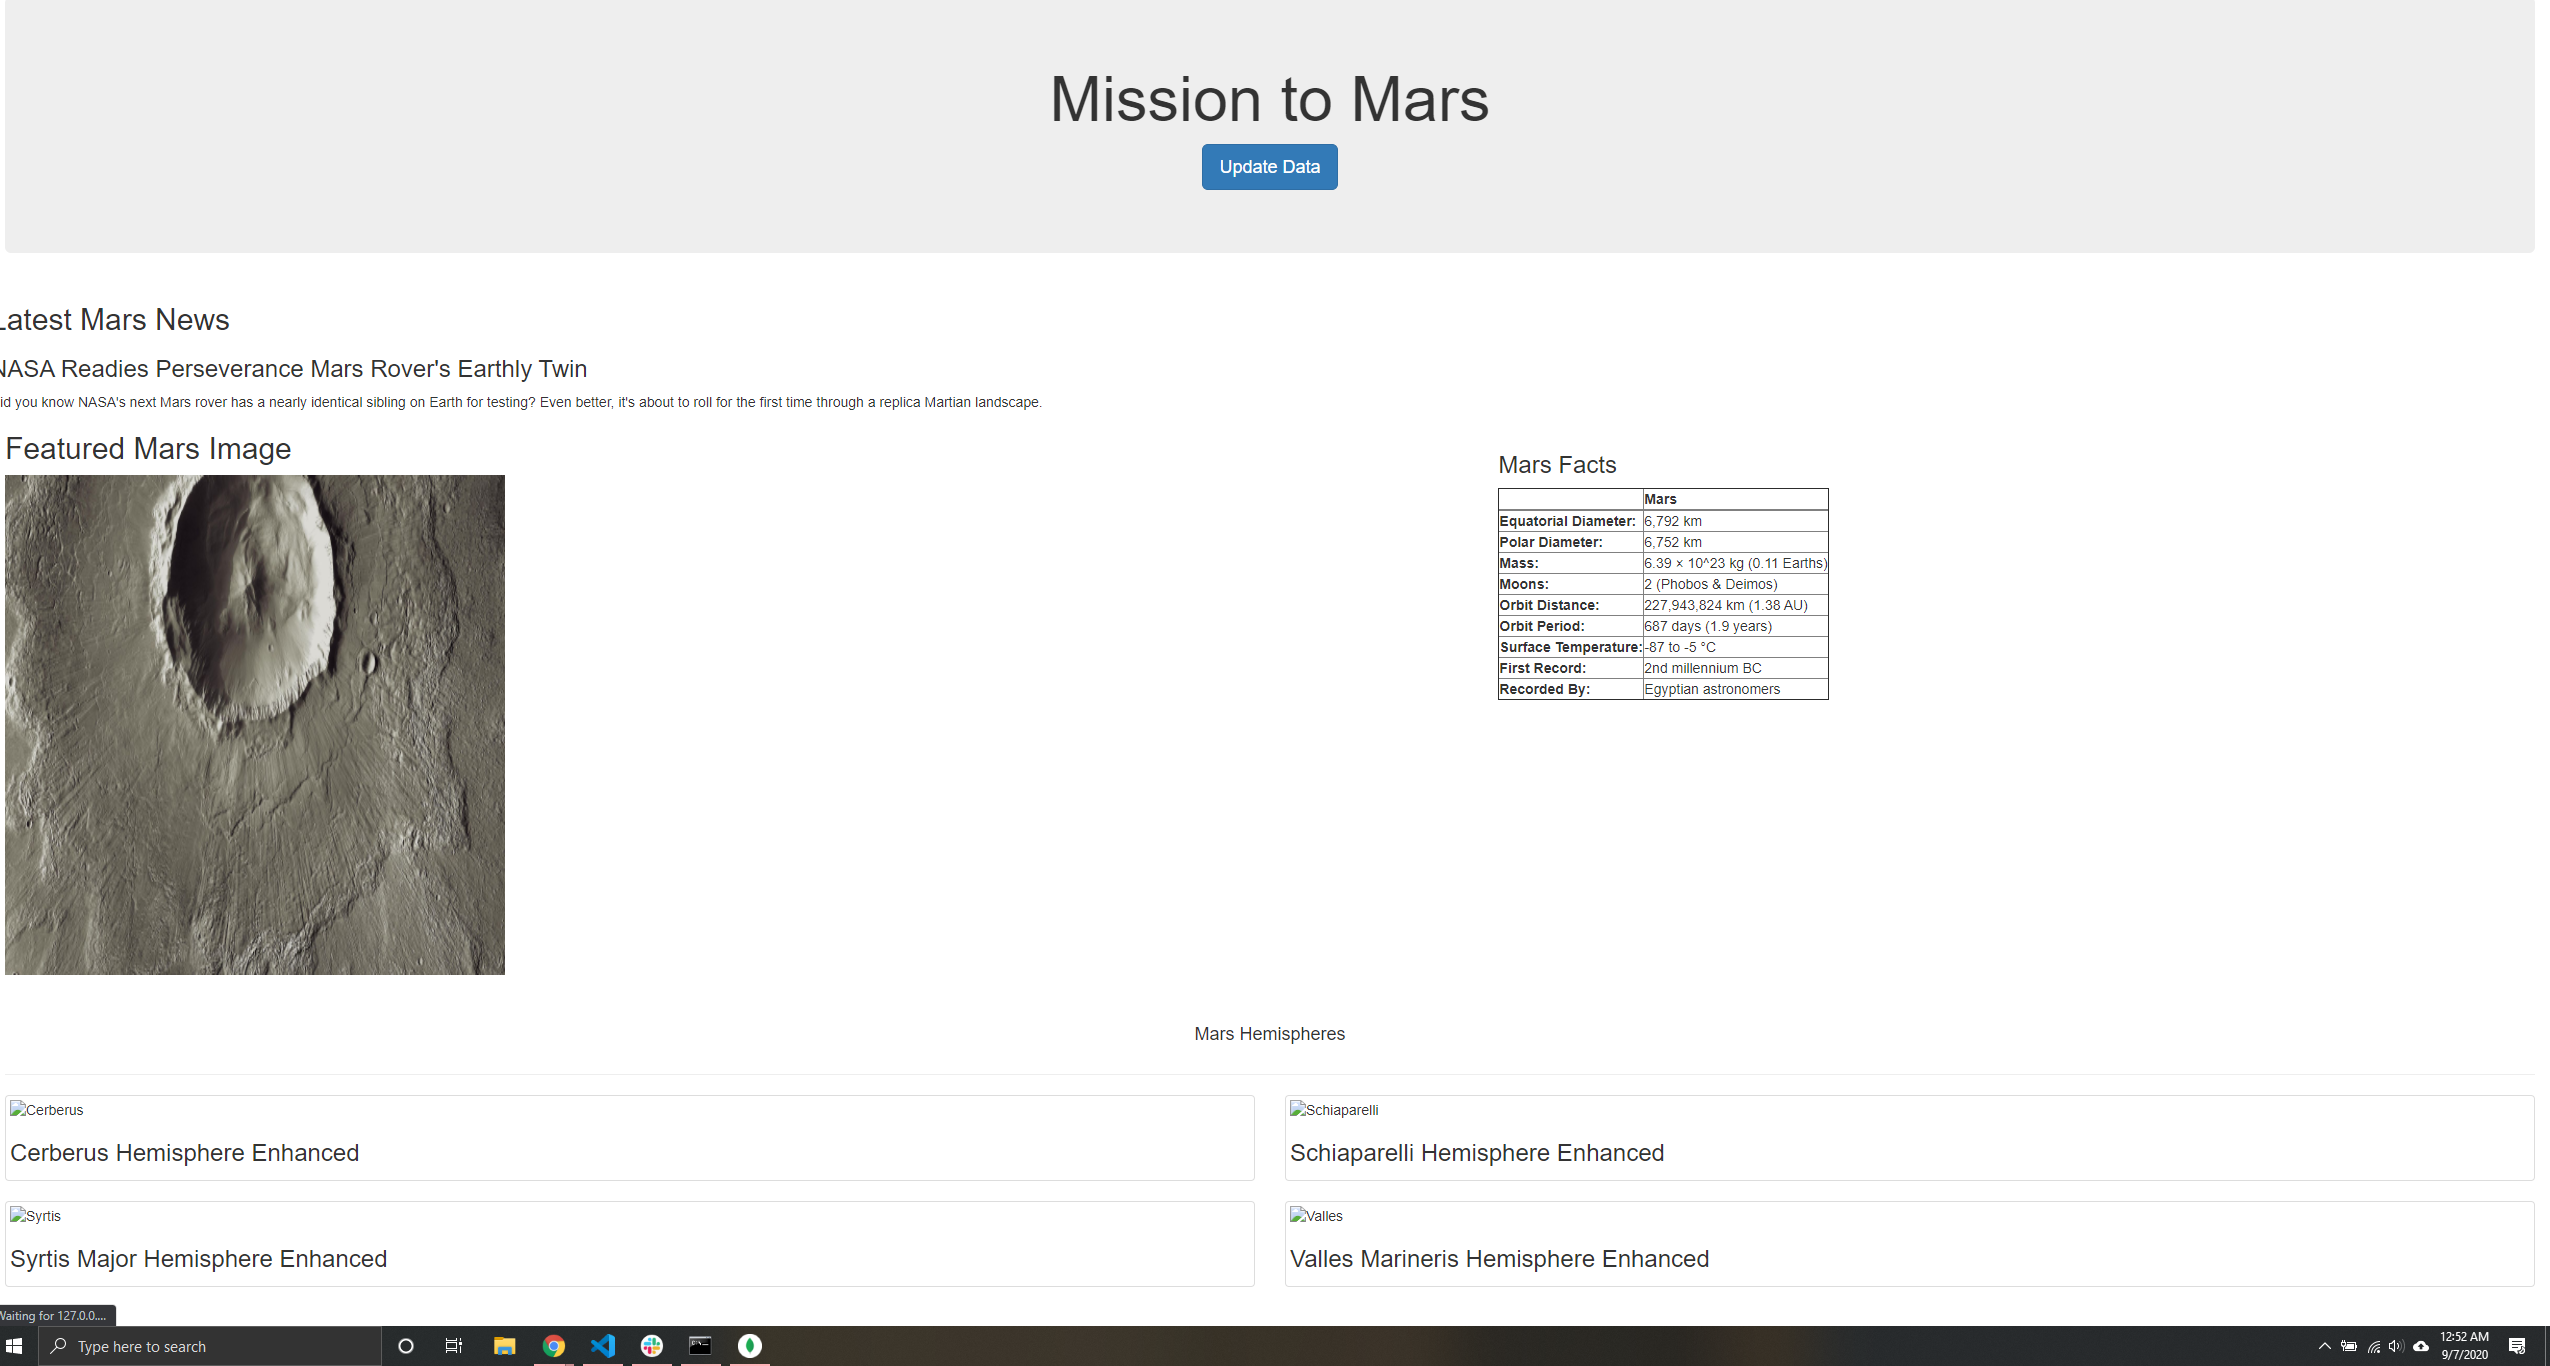 Mission to Mars
Update Data
Latest Mars News
NASA Readies Perseverance Mars Rover's Earthly Twin
id you know NASA's next Mars rover has a nearly identical sibling on Earth for testing? Even better, it's about to roll for the first time through a replica Martian landscape.
Featured Mars Image
Mars Facts
Mars
Equatorial Diameter: 6,792 km
Polar Diameter: 6,752 km
Mass: 6.39 × 10^23 kg (0.11 Earths)
Moons: 2 (Phobos & Deimos)
Orbit Distance: 227,943,824 km (1.38 AU)
Orbit Period: 687 days (1.9 years)
Surface Temperature: -87 to -5 °C
First Record: 2nd millennium BC
Recorded By: Egyptian astronomers
Mars Hemispheres
Cerberus
Cerberus Hemisphere Enhanced
Schiaparelli
Schiaparelli Hemisphere Enhanced
Syrtis
Syrtis Major Hemisphere Enhanced
Valles
Valles Marineris Hemisphere Enhanced
Waiting for 127.0.0....
Type here to search
12:52 AM
9/7/2020